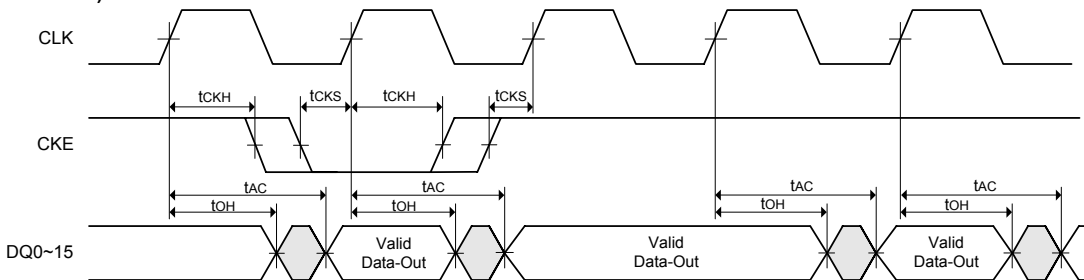 CLK
tCKH tCKS tCKH tCKS
CKE
tAC tAC tAC tAC
tOH tOH tOH tOH
DQ0~15
Valid Valid Valid
Data-Out Data-Out Data-Out